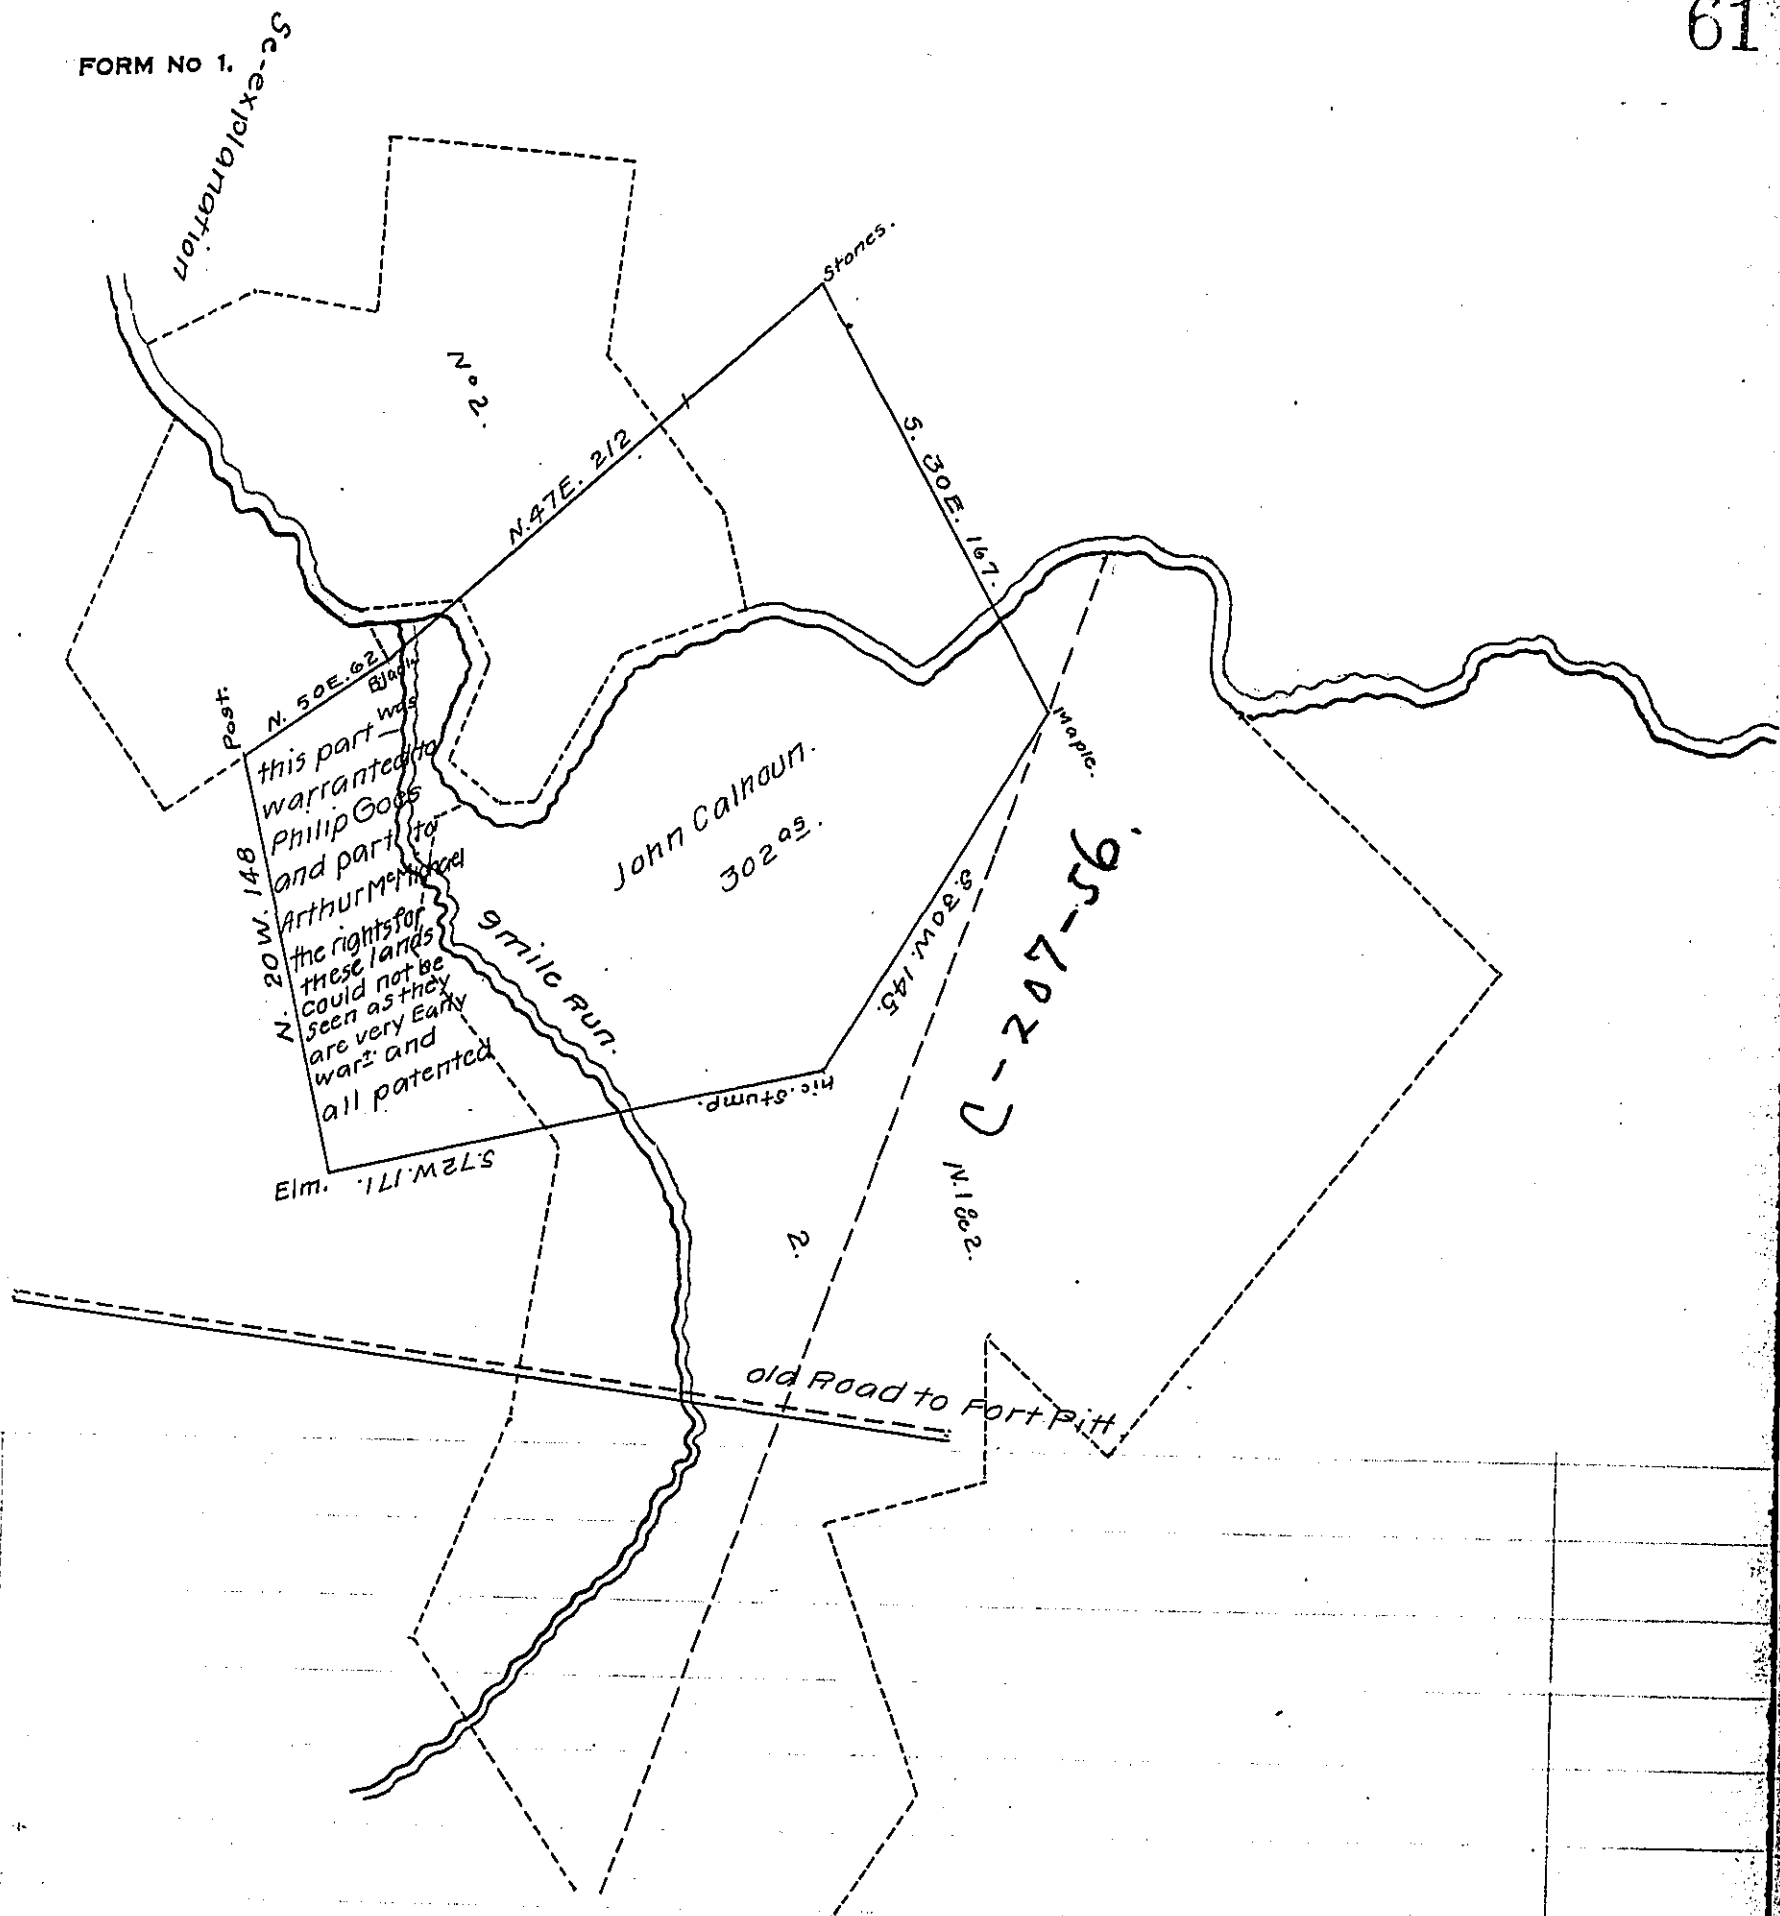 61
FORM No 1.
Se-explanation
Stones.
No 2.
N. 47E. 212
S. 30E. 167.
N. 50E. 62
Post.
Maple.
this part was
warranted to
Philip Goes
and part to
Arthur McMichael
the rights for
these lands
could not be
seen as they
are very Early
wart. and
all patented
N. 20W. 148
John Calhoun.
302 as.
9 mile Run.
S. 30W. 145.
C-207-56.
Hic. Stump.
S. 72W. 171.
Elm.
N. 1 & 2.
2.
old Road to Fort Pitt